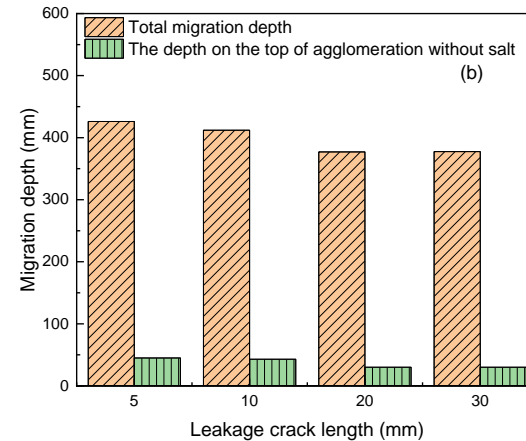 600
500
400
300
200
100
0
Migration depth (mm)
Total migration depth
The depth on the top of agglomeration without salt
(b)
5 10 20 30
Leakage crack length (mm)